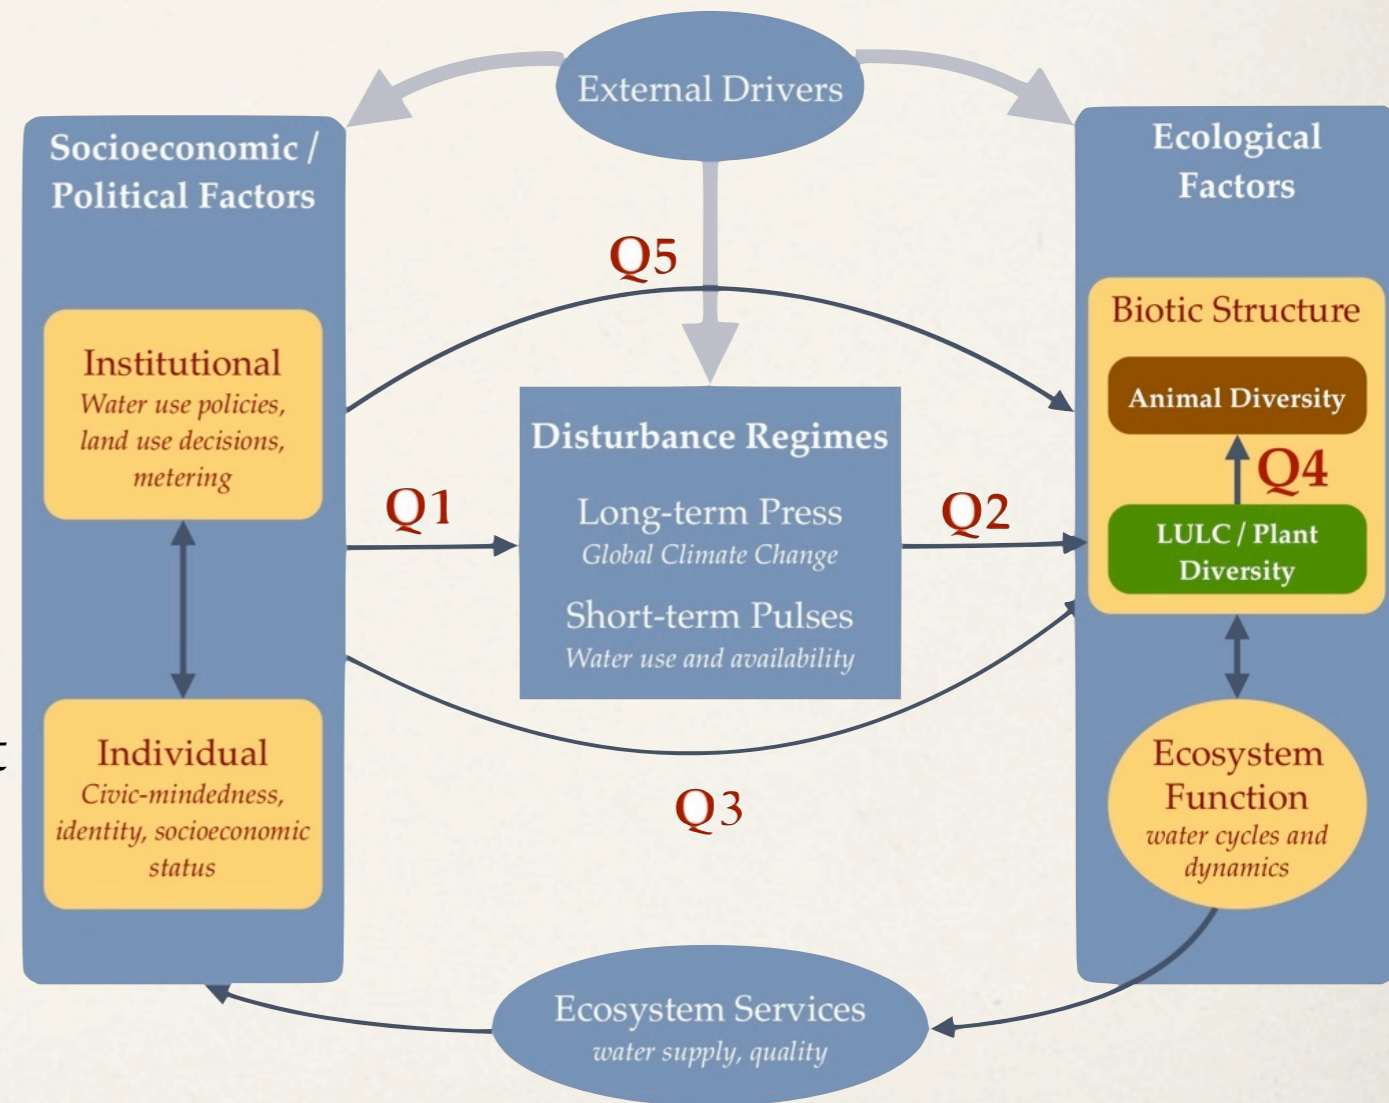 External Drivers
Socioeconomic /
Political Factors
Ecological
Factors
Q5
Biotic Structure
Institutional
Water use policies,
land use decisions,
metering
Animal Diversity
Disturbance Regimes
Q4
Q1
Long-term Press
Global Climate Change
Q2
LULC / Plant
Diversity
Short-term Pulses
Water use and availability
t
Individual
Civic-mindedness,
identity, socioeconomic
status
Ecosystem
Function
water cycles and
dynamics
Q3
Ecosystem Services
water supply, quality